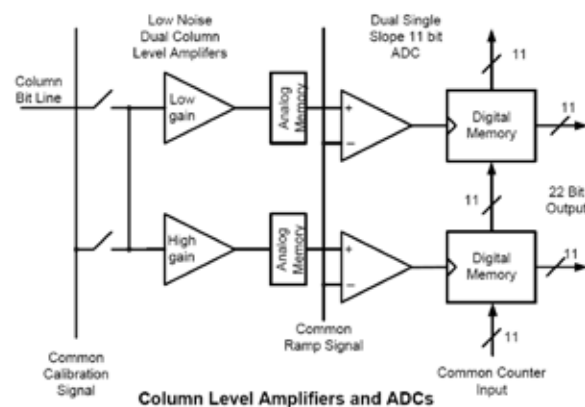 Low Noise
Dual Column
Level Amplifers
Dual Single
Slope 11 bit
ADC
Column
Bit Line
Low
gain
Analog
Memory
+
−
Digital
Memory
11
11
11
22 Bit
Output
High
gain
Analog
Memory
+
−
Digital
Memory
11
11
Common
Calibration
Signal
Common
Ramp Signal
Common Counter
Input
Column Level Amplifiers and ADCs